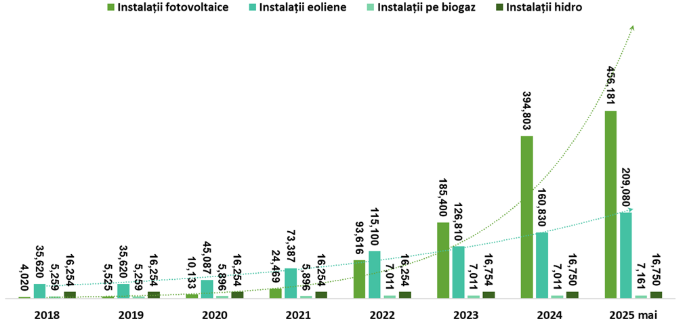 Instalații fotovoltaice Instalații eoliene Instalații pe biogaz Instalații hidro
4,020 35,620 5,259 16,254
5,525 35,620 5,259 16,254
10,133 45,087 5,896 16,254
24,469 73,387 5,896 16,254
93,616 115,100 7,011 16,254
185,400 126,810 7,011 16,754
394,803 160,830 7,011 16,750
456,181 209,080 7,161 16,750
2018 2019 2020 2021 2022 2023 2024 2025 mai